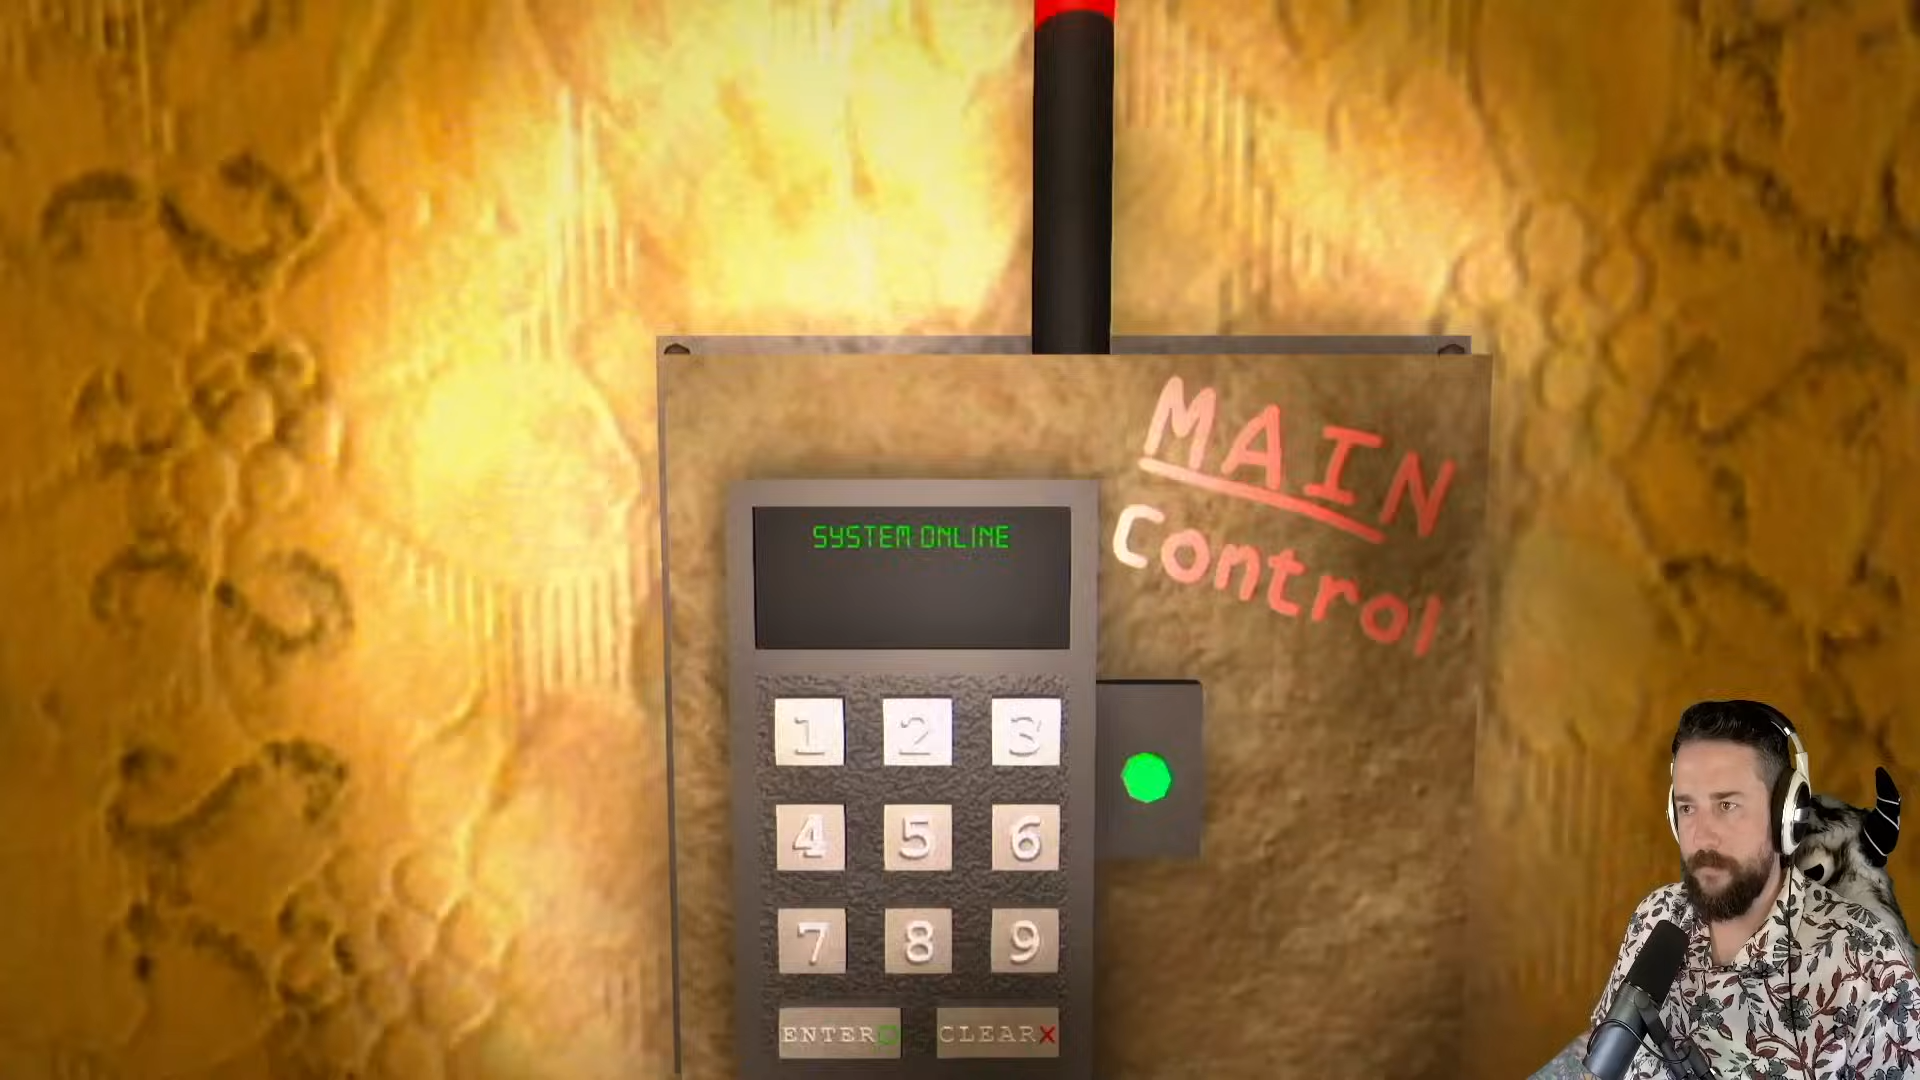 MAIN
Control
SYSTEM ONLINE
1 2 3
4 5 6
7 8 9
ENTER CLEAR X